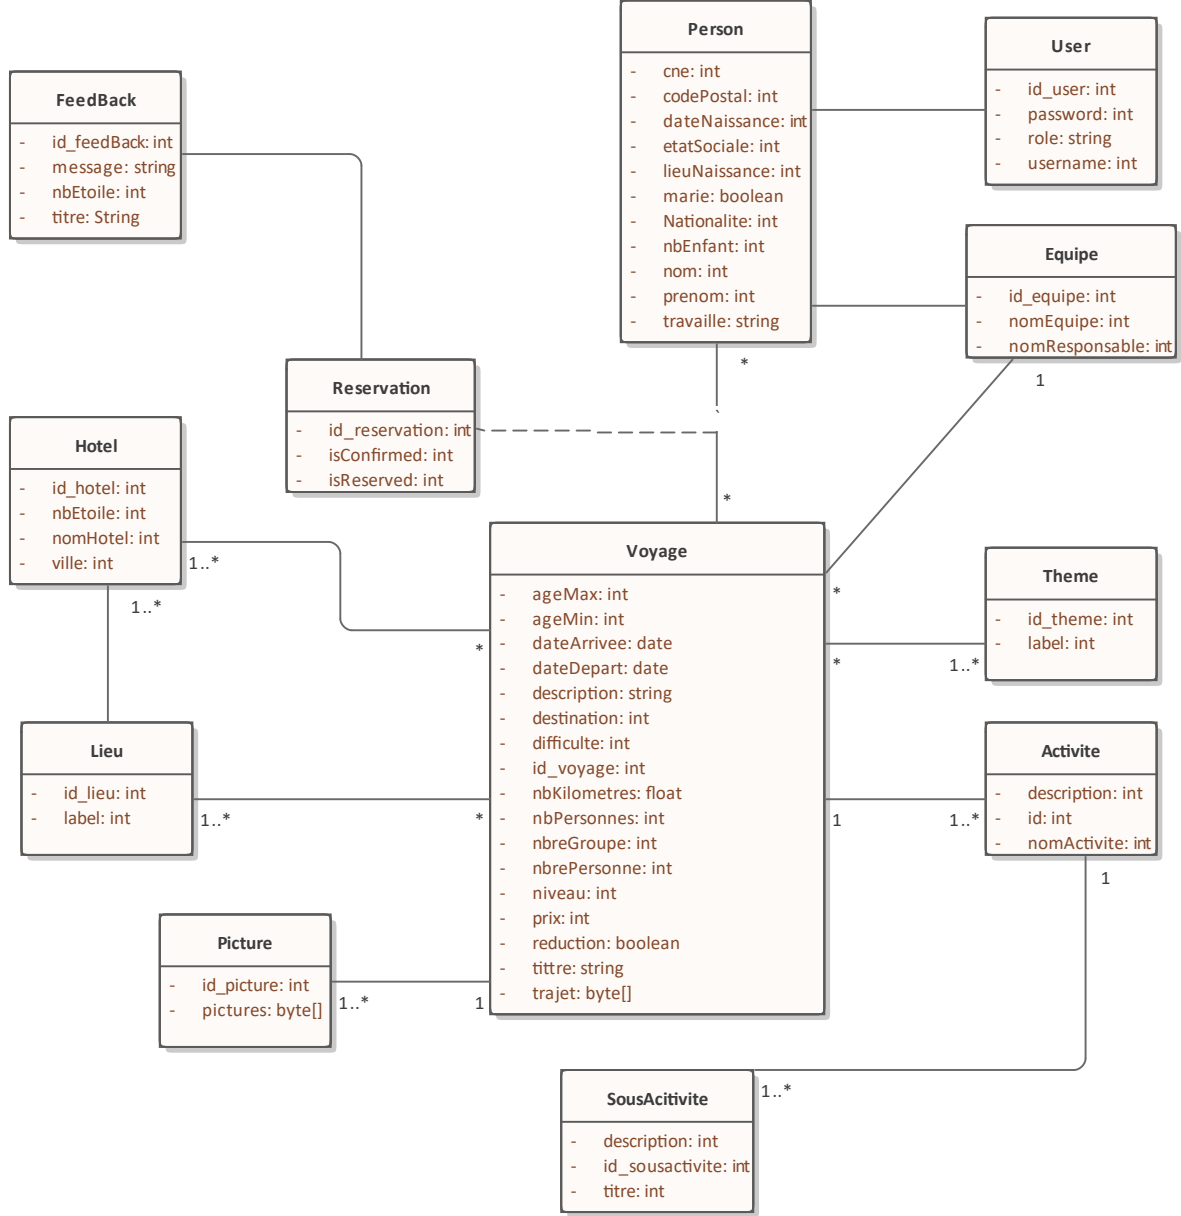 Person
- cne: int
- codePostal: int
- dateNaissance: int
- etatSociale: int
- lieuNaissance: int
- marie: boolean
- Nationalite: int
- nbEnfant: int
- nom: int
- prenom: int
- travaille: string
User
- id_user: int
- password: int
- role: string
- username: int
FeedBack
- id_feedBack: int
- message: string
- nbEtoile: int
- titre: String
Equipe
- id_equipe: int
- nomEquipe: int
- nomResponsable: int
*
1
Reservation
- id_reservation: int
- isConfirmed: int
- isReserved: int
Hotel
- id_hotel: int
- nbEtoile: int
- nomHotel: int
- ville: int
1..*
1..*
*
*
Voyage
- ageMax: int
- ageMin: int
- dateArrivee: date
- dateDepart: date
- description: string
- destination: int
- difficulte: int
- id_voyage: int
- nbKilometres: float
- nbPersonnes: int
- nbreGroupe: int
- nbrePersonne: int
- niveau: int
- prix: int
- reduction: boolean
- tittre: string
- trajet: byte[]
*
Theme
- id_theme: int
- label: int
*
1..*
Lieu
- id_lieu: int
- label: int
1..*
*
Activite
- description: int
- id: int
- nomActivite: int
1
1..*
1
Picture
- id_picture: int
- pictures: byte[]
1..*
1
SousAcitivite
- description: int
- id_sousactivite: int
- titre: int
1..*